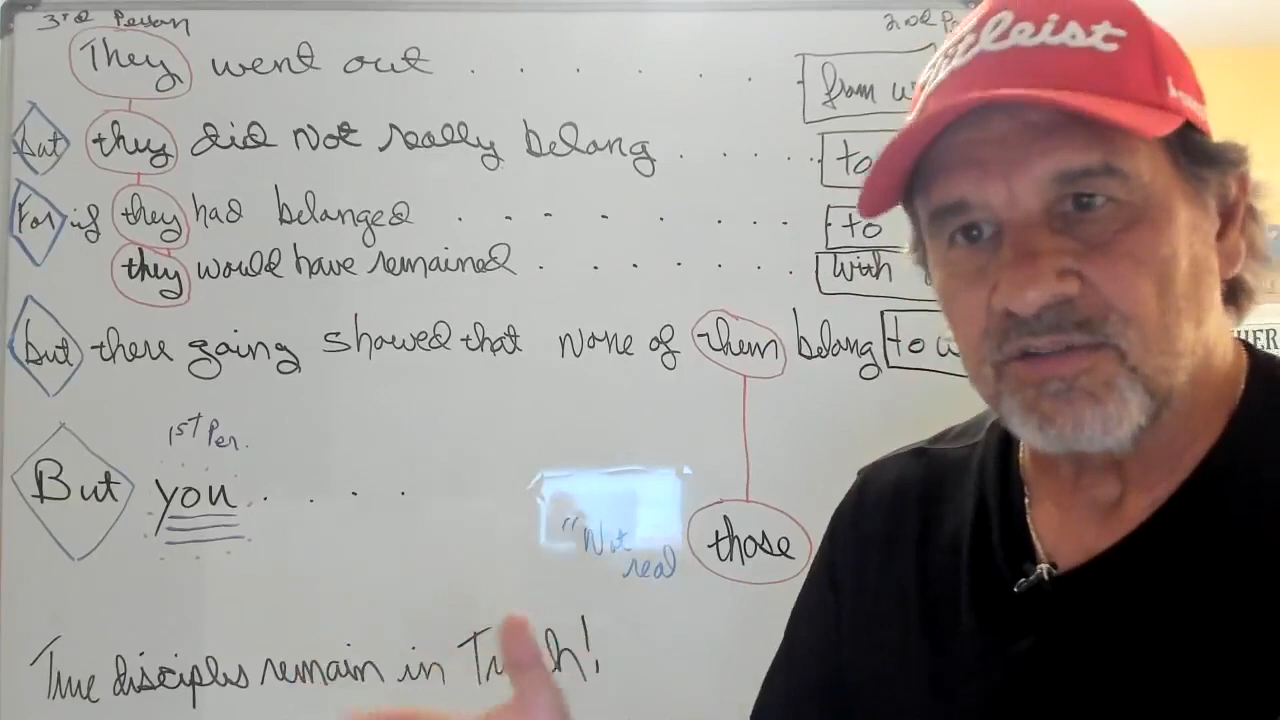 3rd Person 2nd Pe
They went out . . . . . . . from u
but they did not really belong . . . . . to
For if they had belonged . . . . . . . to
they would have remained . . . . . . . with
but there going showed that none of them belong to u
1st Per.
But you . . . .
"Not real
those
True disciples remain in Tr h!
Titleist
HER